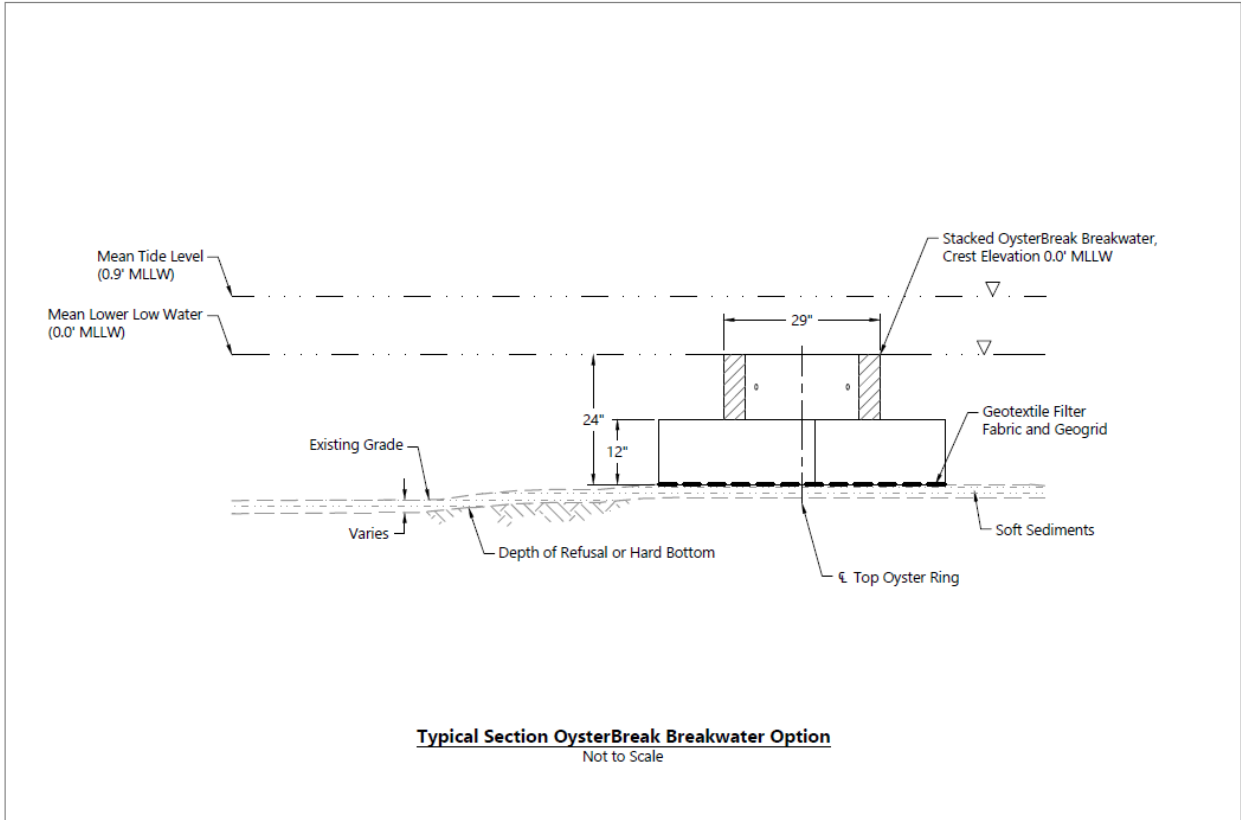 Mean Tide Level
(0.9' MLLW)
Mean Lower Low Water
(0.0' MLLW)
Stacked OysterBreak Breakwater,
Crest Elevation 0.0' MLLW
29"
24"
12"
Geotextile Filter
Fabric and Geogrid
Existing Grade
Varies
Depth of Refusal or Hard Bottom
Soft Sediments
℄ Top Oyster Ring
Typical Section OysterBreak Breakwater Option
Not to Scale